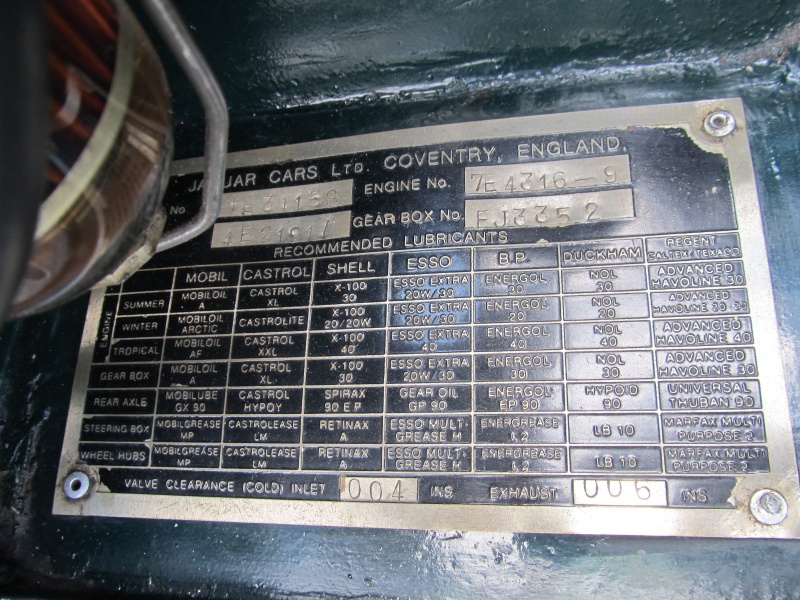 JAGUAR CARS LTD. COVENTRY, ENGLAND.
No. 1E31158 ENGINE No. 7E4316-9
4E21917 GEAR BOX No. EJ3352
RECOMMENDED LUBRICANTS
MOBIL CASTROL SHELL ESSO B.P. DUCKHAM REGENT CALTEX/TEXACO
ENGINE
SUMMER MOBILOIL A CASTROL XL X-100 30 ESSO EXTRA 20W/30 ENERGOL 30 NOL 30 ADVANCED HAVOLINE 30
WINTER MOBILOIL ARCTIC CASTROLITE X-100 20/20W ESSO EXTRA 20W/30 ENERGOL 20 NOL 20 ADVANCED HAVOLINE 20-20
TROPICAL MOBILOIL AF CASTROL XXL X-100 40 ESSO EXTRA 40 ENERGOL 40 NOL 40 ADVANCED HAVOLINE 40
GEAR BOX MOBILOIL A CASTROL XL X-100 30 ESSO EXTRA 20W/30 ENERGOL 30 NOL 30 ADVANCED HAVOLINE 30
REAR AXLE MOBILUBE GX 90 CASTROL HYPOY SPIRAX 90 EP GEAR OIL GP 90 ENERGOL EP 90 HYPOID 90 UNIVERSAL THUBAN 90
STEERING BOX MOBILGREASE MP CASTROLEASE LM RETINAX A ESSO MULTI-GREASE H ENERGREASE L2 LB 10 MARFAX MULTI PURPOSE 2
WHEEL HUBS MOBILGREASE MP CASTROLEASE LM RETINAX A ESSO MULTI-GREASE H ENERGREASE L2 LB 10 MARFAX MULTI PURPOSE 2
VALVE CLEARANCE (COLD) INLET 004 INS EXHAUST 006 INS